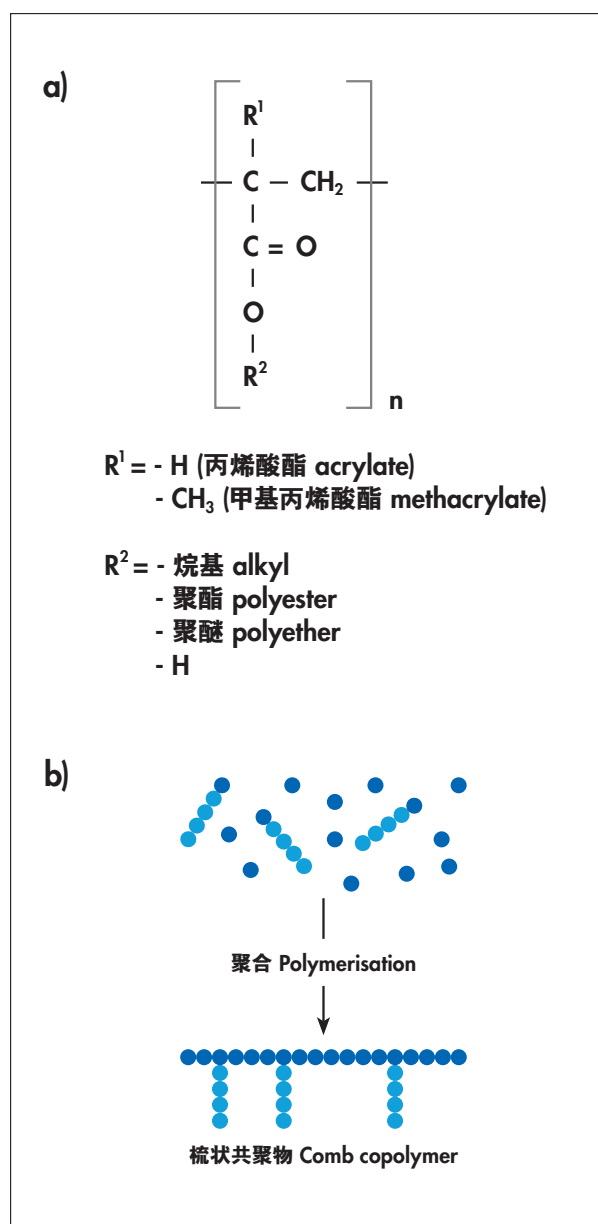 a)
R¹
C – CH₂
C = O
O
R²
n
R¹ = - H (丙烯酸酯 acrylate)
- CH₃ (甲基丙烯酸酯 methacrylate)
R² = - 烷基 alkyl
- 聚酯 polyester
- 聚醚 polyether
- H
b)
聚合 Polymerisation
梳状共聚物 Comb copolymer